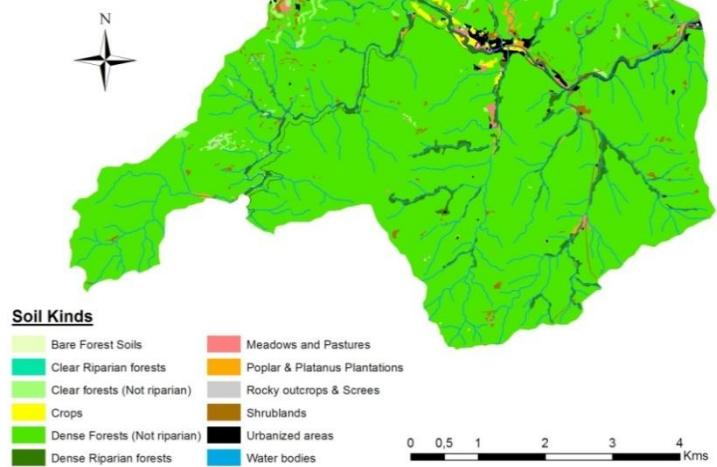 N
Soil Kinds
Bare Forest Soils
Clear Riparian forests
Clear forests (Not riparian)
Crops
Dense Forests (Not riparian)
Dense Riparian forests
Meadows and Pastures
Poplar & Platanus Plantations
Rocky outcrops & Screes
Shrublands
Urbanized areas
Water bodies
0 0,5 1 2 3 4
Kms